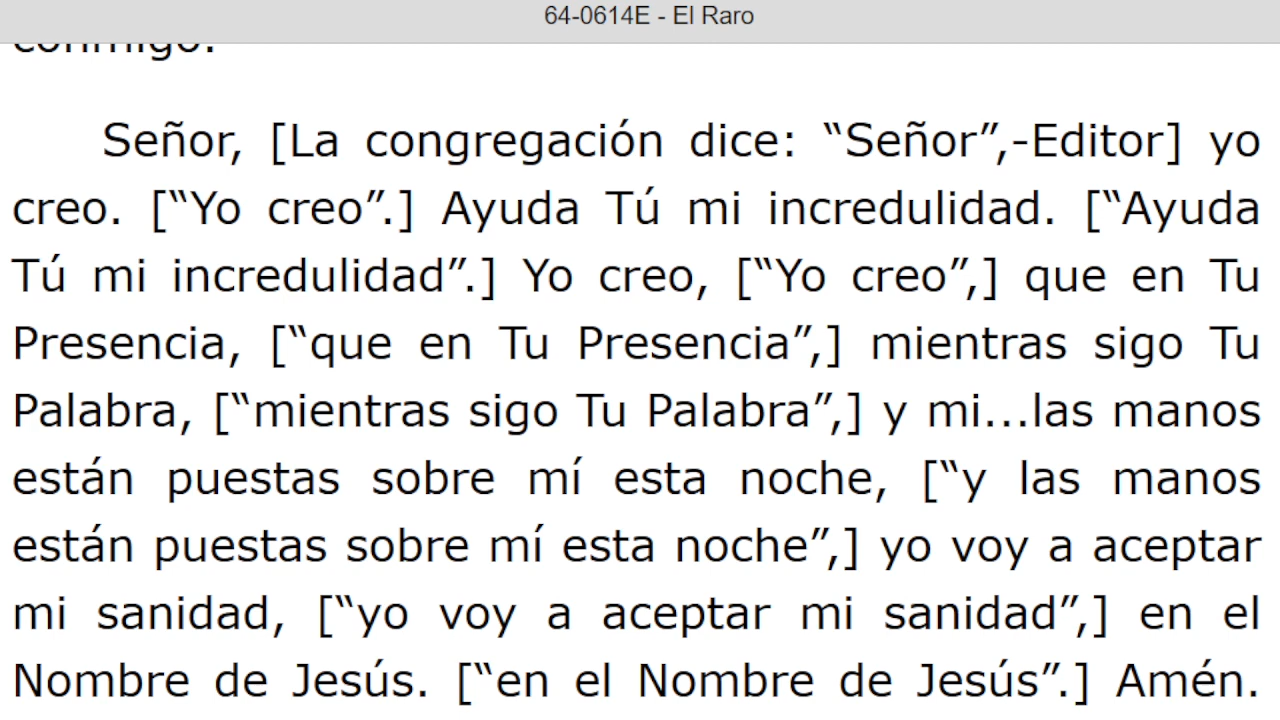 64-0614E - El Raro
conmigo.
Señor, [La congregación dice: “Señor”,-Editor] yo
creo. [“Yo creo”.] Ayuda Tú mi incredulidad. [“Ayuda
Tú mi incredulidad”.] Yo creo, [“Yo creo”,] que en Tu
Presencia, [“que en Tu Presencia”,] mientras sigo Tu
Palabra, [“mientras sigo Tu Palabra”,] y mi...las manos
están puestas sobre mí esta noche, [“y las manos
están puestas sobre mí esta noche”,] yo voy a aceptar
mi sanidad, [“yo voy a aceptar mi sanidad”,] en el
Nombre de Jesús. [“en el Nombre de Jesús”.] Amén.